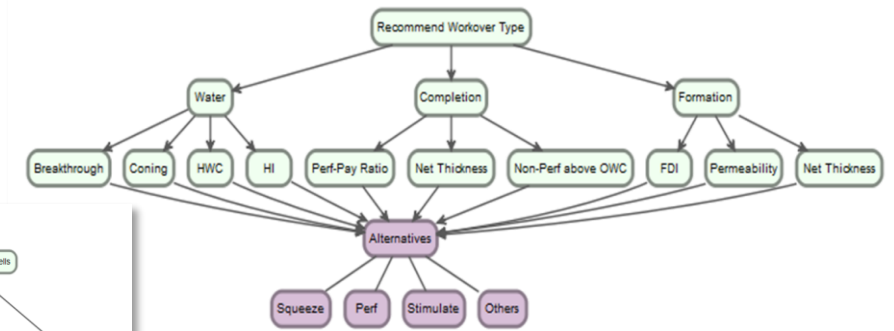 Recommend Workover Type
Water
Completion
Formation
Breakthrough
Coning
HWC
HI
Perf-Pay Ratio
Net Thickness
Non-Perf above OWC
FDI
Permeability
Net Thickness
Alternatives
Squeeze
Perf
Stimulate
Others
ells